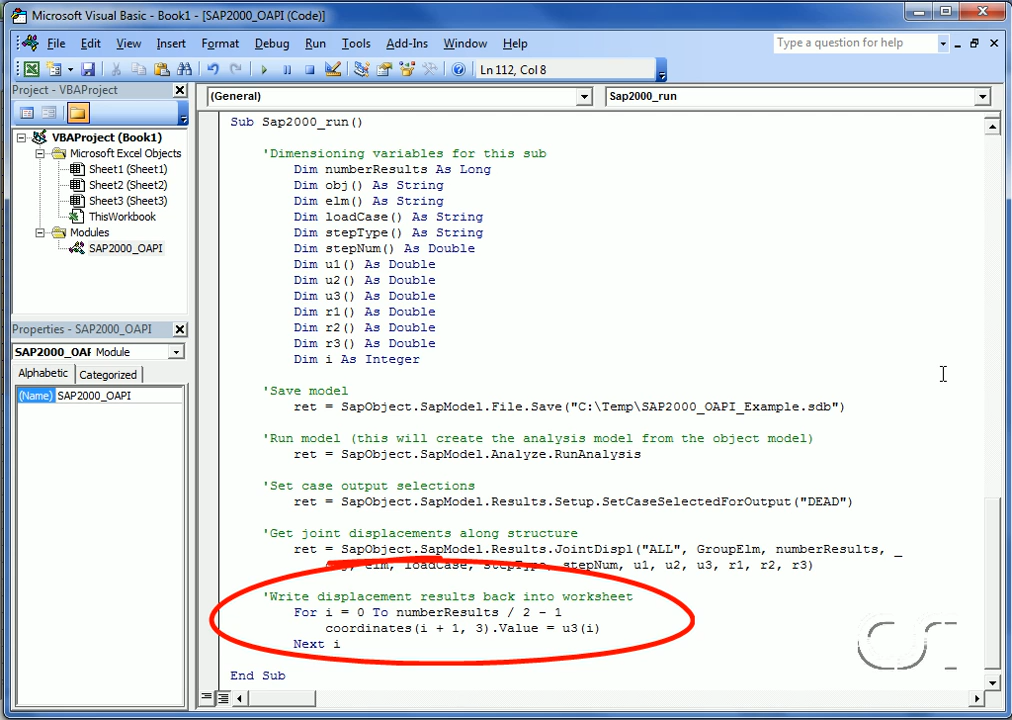 Microsoft Visual Basic - Book1 - [SAP2000_OAPI (Code)]
File Edit View Insert Format Debug Run Tools Add-Ins Window Help
Type a question for help
Ln 112, Col 8
Project - VBAProject
(General)
Sap2000_run
VBAProject (Book1)
Microsoft Excel Objects
Sheet1 (Sheet1)
Sheet2 (Sheet2)
Sheet3 (Sheet3)
ThisWorkbook
Modules
SAP2000_OAPI
Properties - SAP2000_OAPI
SAP2000_OAF Module
Alphabetic Categorized
(Name) SAP2000_OAPI
Sub Sap2000_run()
'Dimensioning variables for this sub
Dim numberResults As Long
Dim obj() As String
Dim elm() As String
Dim loadCase() As String
Dim stepType() As String
Dim stepNum() As Double
Dim u1() As Double
Dim u2() As Double
Dim u3() As Double
Dim r1() As Double
Dim r2() As Double
Dim r3() As Double
Dim i As Integer
'Save model
ret = SapObject.SapModel.File.Save("C:\Temp\SAP2000_OAPI_Example.sdb")
'Run model (this will create the analysis model from the object model)
ret = SapObject.SapModel.Analyze.RunAnalysis
'Set case output selections
ret = SapObject.SapModel.Results.Setup.SetCaseSelectedForOutput("DEAD")
'Get joint displacements along structure
ret = SapObject.SapModel.Results.JointDispl("ALL", GroupElm, numberResults, _
elm, loadCase, stepType, stepNum, u1, u2, u3, r1, r2, r3)
'Write displacement results back into worksheet
For i = 0 To numberResults / 2 - 1
coordinates(i + 1, 3).Value = u3(i)
Next i
End Sub
CSI